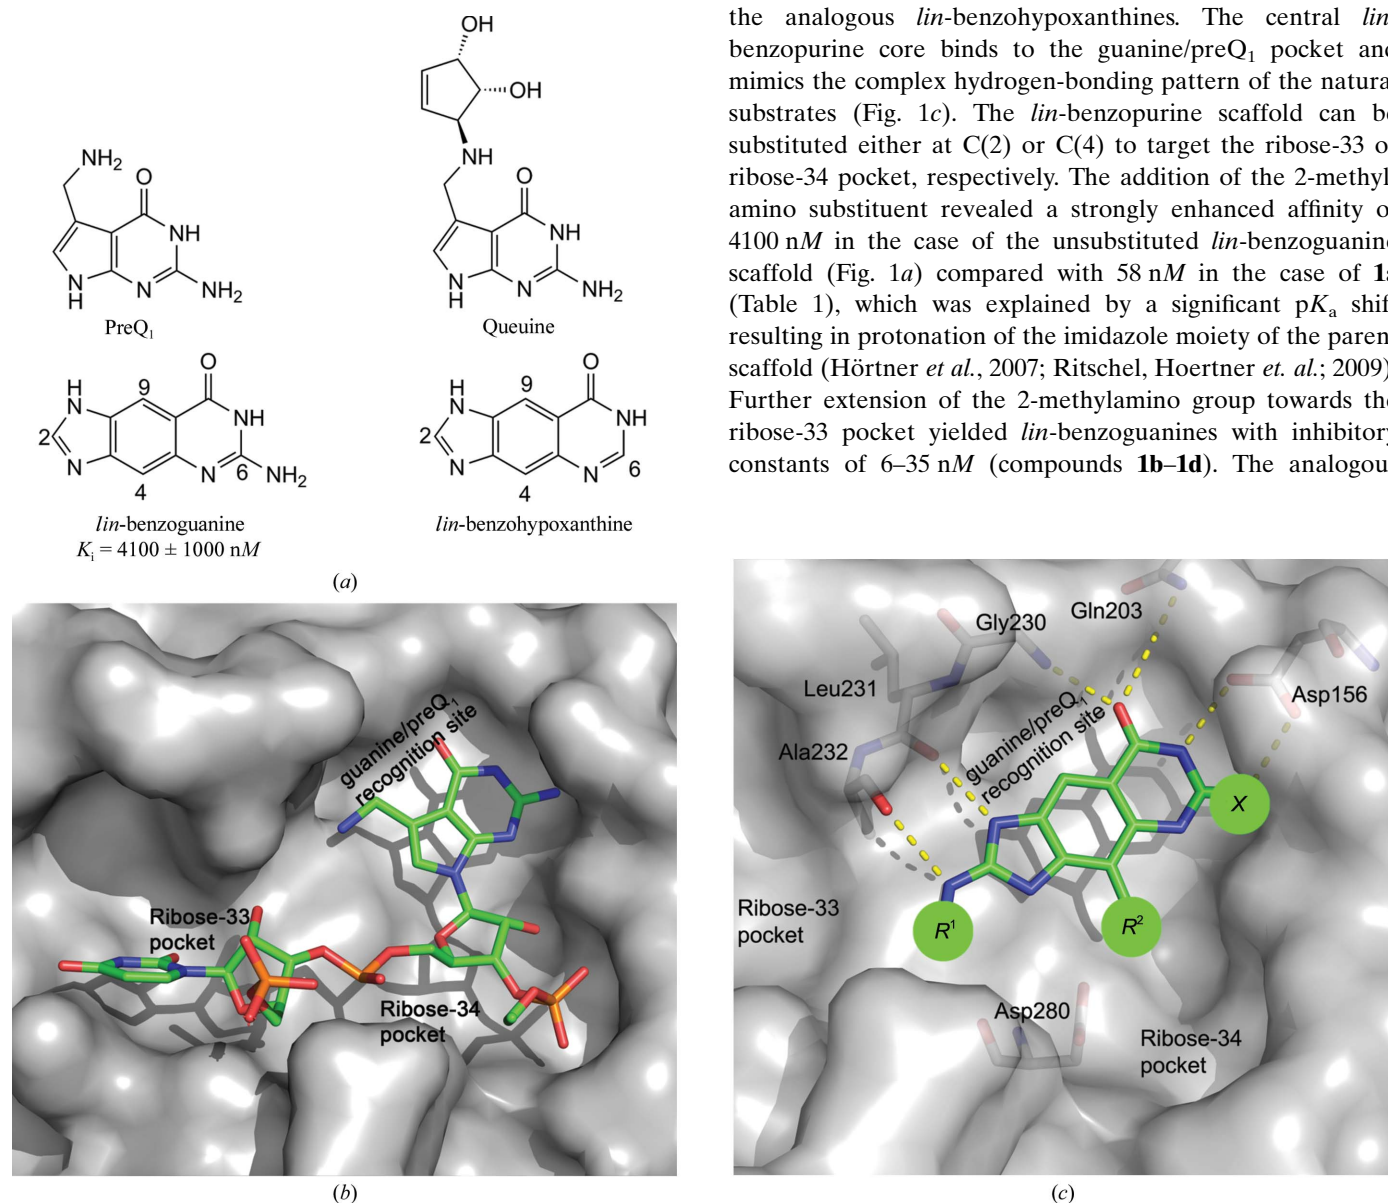 OH
OH
NH
NH₂
O
NH
N
H
N
NH₂
PreQ₁
O
NH
N
H
N
NH₂
Queuine
H
N
9
O
NH
2
N
4
N
6
NH₂
lin-benzoguanine
Kᵢ = 4100 ± 1000 nM
H
N
9
O
NH
2
N
4
N
6
lin-benzohypoxanthine
(a)
guanine/preQ₁
recognition site
Ribose-33
pocket
Ribose-34
pocket
(b)
the analogous lin-benzohypoxanthines. The central lin
benzopurine core binds to the guanine/preQ₁ pocket and
mimics the complex hydrogen-bonding pattern of the natura
substrates (Fig. 1c). The lin-benzopurine scaffold can be
substituted either at C(2) or C(4) to target the ribose-33 o
ribose-34 pocket, respectively. The addition of the 2-methyl
amino substituent revealed a strongly enhanced affinity o
4100 nM in the case of the unsubstituted lin-benzoguanine
scaffold (Fig. 1a) compared with 58 nM in the case of 1a
(Table 1), which was explained by a significant pKₐ shif
resulting in protonation of the imidazole moiety of the paren
scaffold (Hörtner et al., 2007; Ritschel, Hoertner et. al.; 2009)
Further extension of the 2-methylamino group towards the
ribose-33 pocket yielded lin-benzoguanines with inhibitory
constants of 6–35 nM (compounds 1b–1d). The analogou
Gln203
Gly230
Leu231
Asp156
Ala232
guanine/preQ₁
recognition site
X
Ribose-33
pocket
R¹
R²
Asp280
Ribose-34
pocket
(c)